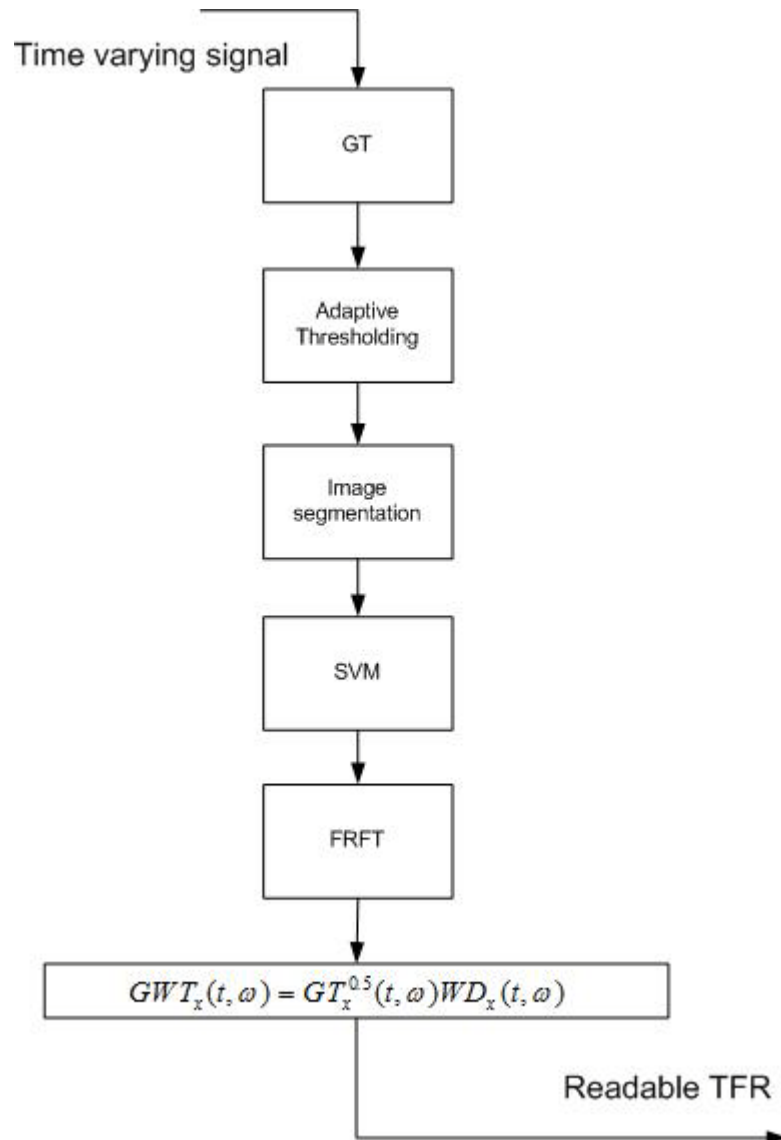 Time varying signal
GT
Adaptive
Thresholding
Image
segmentation
SVM
FRFT
GWT_x(t, ω) = GT_x^{0.5}(t, ω)WD_x(t, ω)
Readable TFR